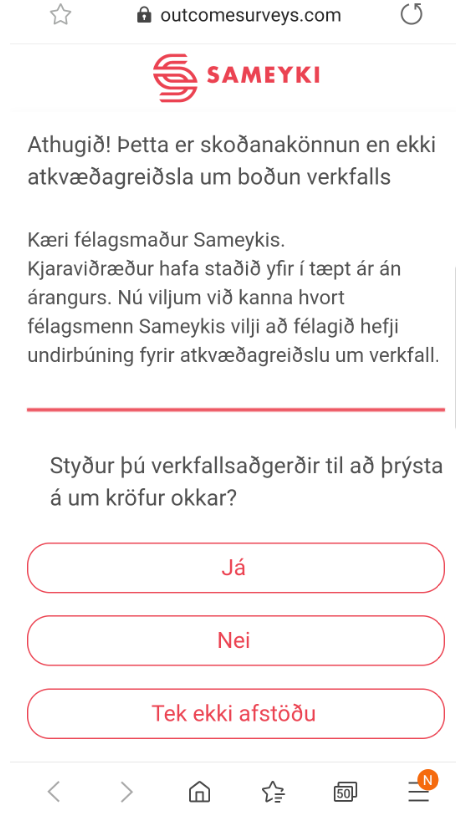 outcomesurveys.com
SAMEYKI
Athugið! Þetta er skoðanakönnun en ekki
atkvæðagreiðsla um boðun verkfalls
Kæri félagsmaður Sameykis.
Kjaraviðræður hafa staðið yfir í tæpt ár án
árangurs. Nú viljum við kanna hvort
félagsmenn Sameykis vilji að félagið hefji
undirbúning fyrir atkvæðagreiðslu um verkfall.
Styður þú verkfallsaðgerðir til að þrýsta
á um kröfur okkar?
Já
Nei
Tek ekki afstöðu
50
N